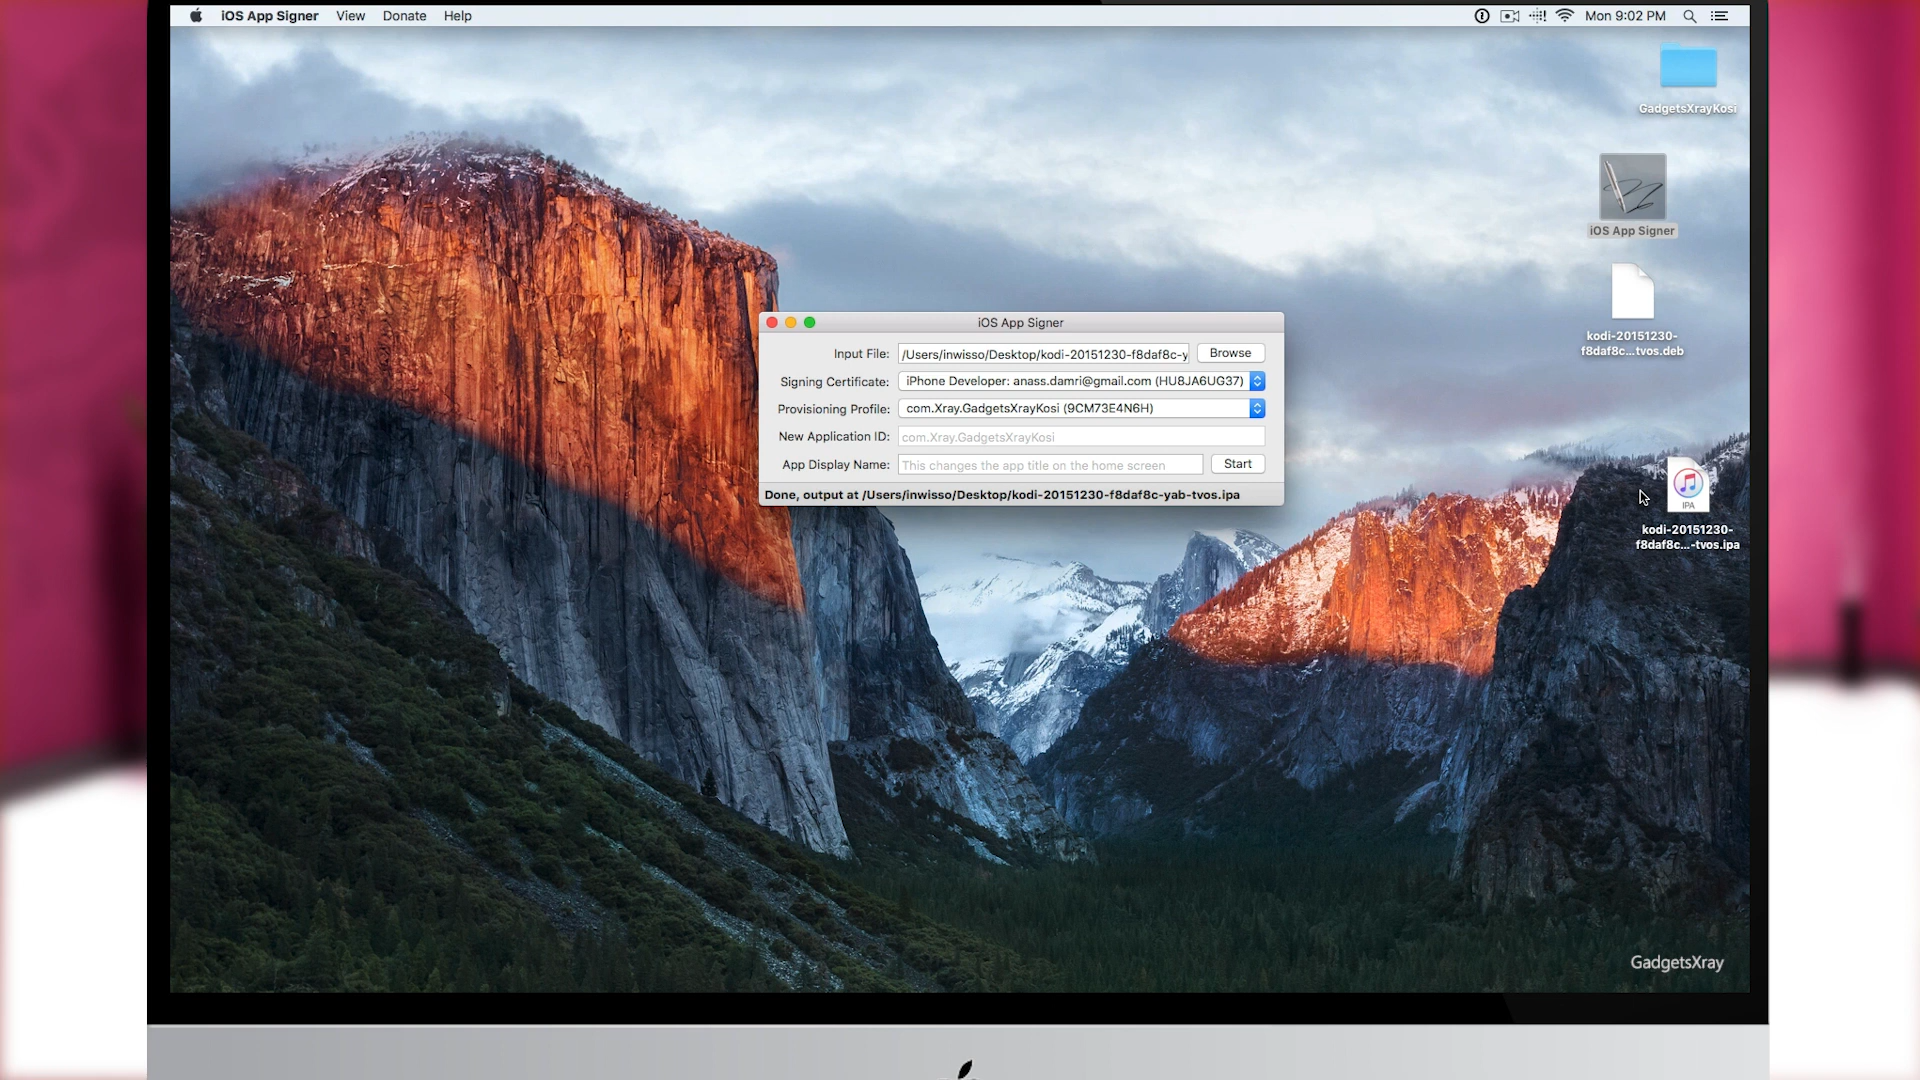 iOS App Signer View Donate Help
Mon 9:02 PM
GadgetsXrayKosi
iOS App Signer
kodi-20151230-
f8daf8c...tvos.deb
iOS App Signer
Input File: /Users/inwisso/Desktop/kodi-20151230-f8daf8c-y Browse
Signing Certificate: iPhone Developer: anass.damri@gmail.com (HU8JA6UG37)
Provisioning Profile: com.Xray.GadgetsXrayKosi (9CM73E4N6H)
New Application ID: com.Xray.GadgetsXrayKosi
App Display Name: This changes the app title on the home screen Start
Done, output at /Users/inwisso/Desktop/kodi-20151230-f8daf8c-yab-tvos.ipa
IPA
kodi-20151230-
f8daf8c...-tvos.ipa
GadgetsXray